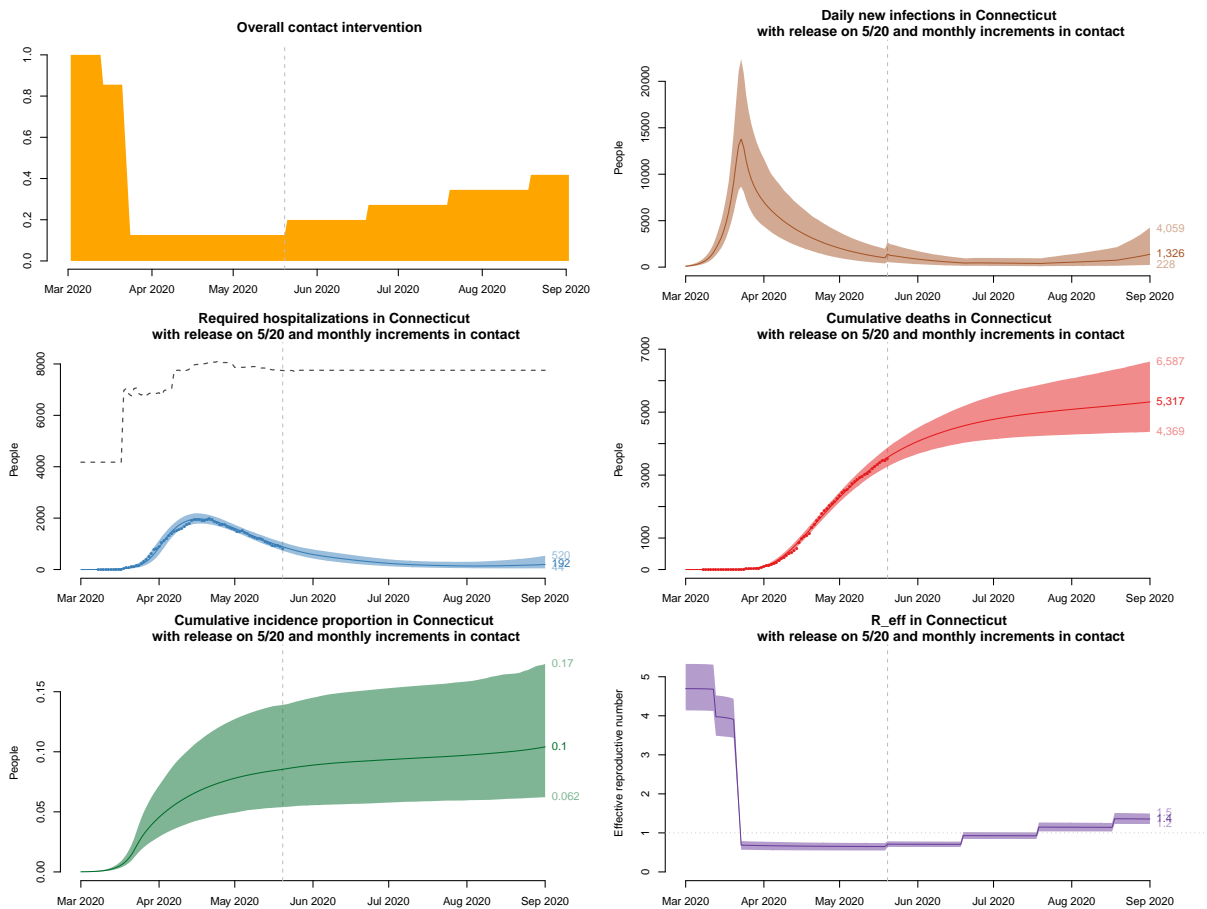 Overall contact intervention
0.0 0.2 0.4 0.6 0.8 1.0
Mar 2020 Apr 2020 May 2020 Jun 2020 Jul 2020 Aug 2020 Sep 2020
Daily new infections in Connecticut
with release on 5/20 and monthly increments in contact
People
0 5000 10000 15000 20000
4,059
1,326
228
Mar 2020 Apr 2020 May 2020 Jun 2020 Jul 2020 Aug 2020 Sep 2020
Required hospitalizations in Connecticut
with release on 5/20 and monthly increments in contact
People
0 2000 4000 6000 8000
520
192
44
Mar 2020 Apr 2020 May 2020 Jun 2020 Jul 2020 Aug 2020 Sep 2020
Cumulative deaths in Connecticut
with release on 5/20 and monthly increments in contact
People
0 1000 3000 5000 7000
6,587
5,317
4,369
Mar 2020 Apr 2020 May 2020 Jun 2020 Jul 2020 Aug 2020 Sep 2020
Cumulative incidence proportion in Connecticut
with release on 5/20 and monthly increments in contact
People
0.00 0.05 0.10 0.15
0.17
0.1
0.062
Mar 2020 Apr 2020 May 2020 Jun 2020 Jul 2020 Aug 2020 Sep 2020
R_eff in Connecticut
with release on 5/20 and monthly increments in contact
Effective reproductive number
0 1 2 3 4 5
1.5
1.4
1.2
Mar 2020 Apr 2020 May 2020 Jun 2020 Jul 2020 Aug 2020 Sep 2020